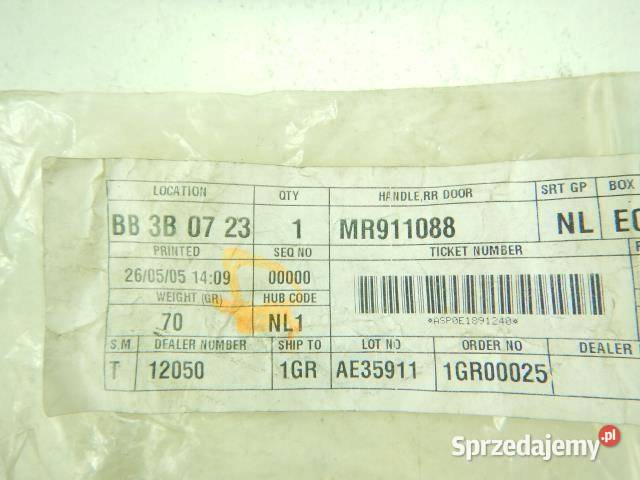 LOCATION QTY HANDLE,RR DOOR SRT GP BOX
BB 3B 07 23 1 MR911088 NL
PRINTED SEQ NO TICKET NUMBER
26/05/05 14:09 00000
WEIGHT (GR) HUB CODE
70 NL1 *ASP0E1891240*
S.M DEALER NUMBER SHIP TO LOT NO ORDER NO DEALER
T 12050 1GR AE35911 1GR00025
Sprzedajemy.pl